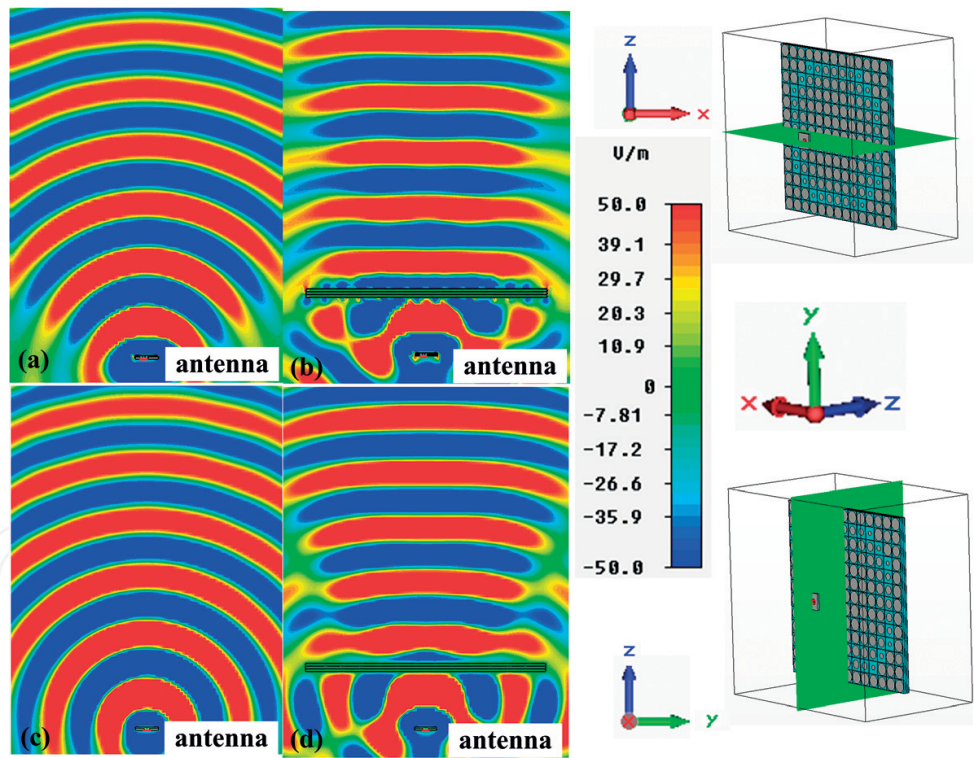 (a)
antenna
(b)
antenna
(c)
antenna
(d)
antenna
z
x
V/m
50.0
39.1
29.7
20.3
10.9
0
-7.81
-17.2
-26.6
-35.9
-50.0
Y
X
Z
z
Y